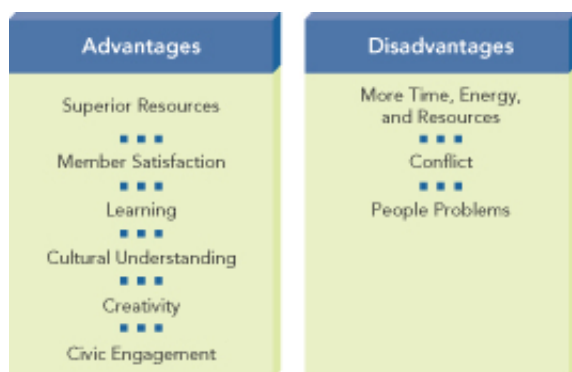 Advantages
Superior Resources
Member Satisfaction
Learning
Cultural Understanding
Creativity
Civic Engagement
Disadvantages
More Time, Energy,
and Resources
Conflict
People Problems